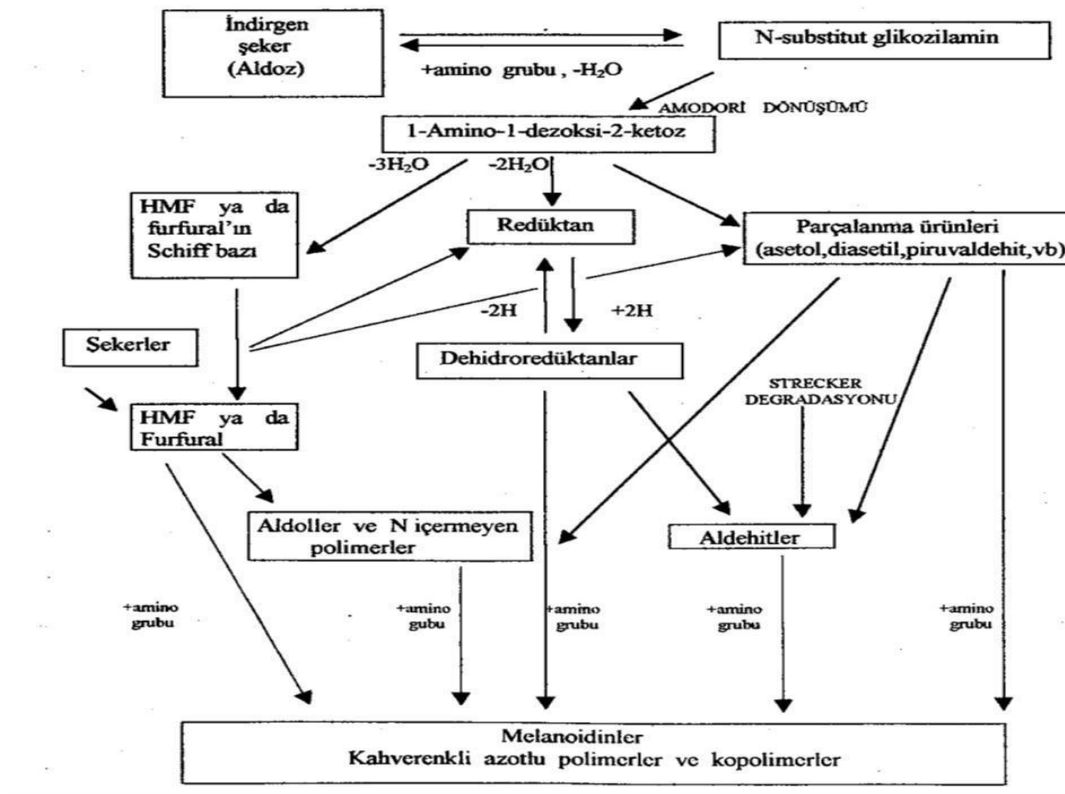 İndirgen
şeker
(Aldoz)
N-substitut glikozilamin
+amino grubu , -H₂O
AMODORİ DÖNÜŞÜMÜ
1-Amino-1-dezoksi-2-ketoz
-3H₂O
-2H₂O
HMF ya da
furfural'ın
Schiff bazı
Redüktan
Parçalanma ürünleri
(asetol,diasetil,piruvaldehit,vb)
-2H
+2H
Şekerler
Dehidroredüktanlar
STRECKER
DEGRADASYONU
HMF ya da
Furfural
Aldoller ve N içermeyen
polimerler
Aldehitler
+amino
grubu
+amino
gubu
+amino
grubu
+amino
grubu
+amino
grubu
Melanoidinler
Kahverenkli azotlu polimerler ve kopolimerler